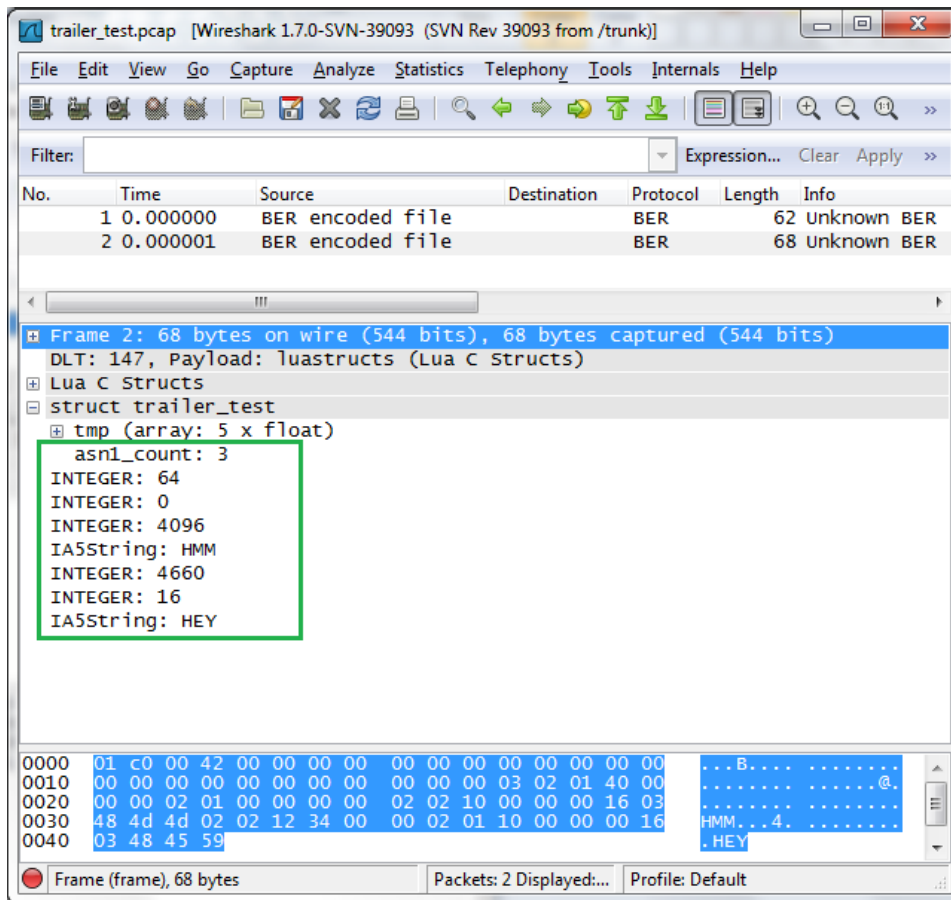 trailer_test.pcap [Wireshark 1.7.0-SVN-39093 (SVN Rev 39093 from /trunk)]
File Edit View Go Capture Analyze Statistics Telephony Tools Internals Help
Filter: Expression... Clear Apply »
No. Time Source Destination Protocol Length Info
1 0.000000 BER encoded file BER 62 Unknown BER
2 0.000001 BER encoded file BER 68 Unknown BER
Frame 2: 68 bytes on wire (544 bits), 68 bytes captured (544 bits)
DLT: 147, Payload: luastructs (Lua C Structs)
Lua C Structs
struct trailer_test
tmp (array: 5 x float)
asn1_count: 3
INTEGER: 64
INTEGER: 0
INTEGER: 4096
IA5String: HMM
INTEGER: 4660
INTEGER: 16
IA5String: HEY
0000 01 c0 00 42 00 00 00 00 00 00 00 00 00 00 00 00 ...B.... ........
0010 00 00 00 00 00 00 00 00 00 00 00 03 02 01 40 00 ........ ......@.
0020 00 00 02 01 00 00 00 00 02 02 10 00 00 00 16 03 ........ ........
0030 48 4d 4d 02 02 12 34 00 00 02 01 10 00 00 00 16 HMM...4. ........
0040 03 48 45 59 .HEY
Frame (frame), 68 bytes Packets: 2 Displayed:... Profile: Default